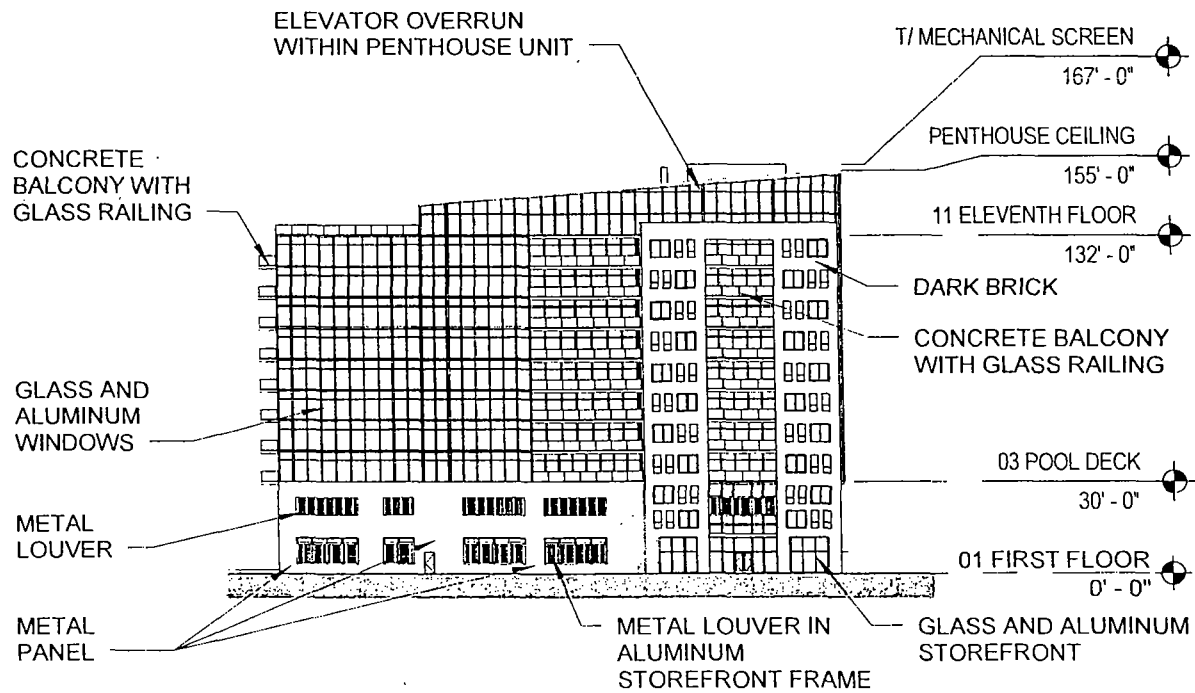 ELEVATOR OVERRUN
WITHIN PENTHOUSE UNIT
T/ MECHANICAL SCREEN
167' - 0"
CONCRETE
BALCONY WITH
GLASS RAILING
PENTHOUSE CEILING
155' - 0"
11 ELEVENTH FLOOR
132' - 0"
DARK BRICK
CONCRETE BALCONY
WITH GLASS RAILING
GLASS AND
ALUMINUM
WINDOWS
03 POOL DECK
30' - 0"
METAL
LOUVER
01 FIRST FLOOR
0' - 0"
METAL
PANEL
METAL LOUVER IN
ALUMINUM
STOREFRONT FRAME
GLASS AND ALUMINUM
STOREFRONT